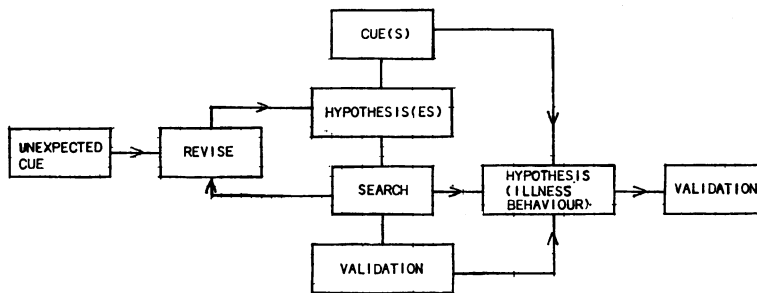 CUE(S)
HYPOTHESIS(ES)
UNEXPECTED
CUE
REVISE
SEARCH
HYPOTHESIS
(ILLNESS
BEHAVIOUR)
VALIDATION
VALIDATION